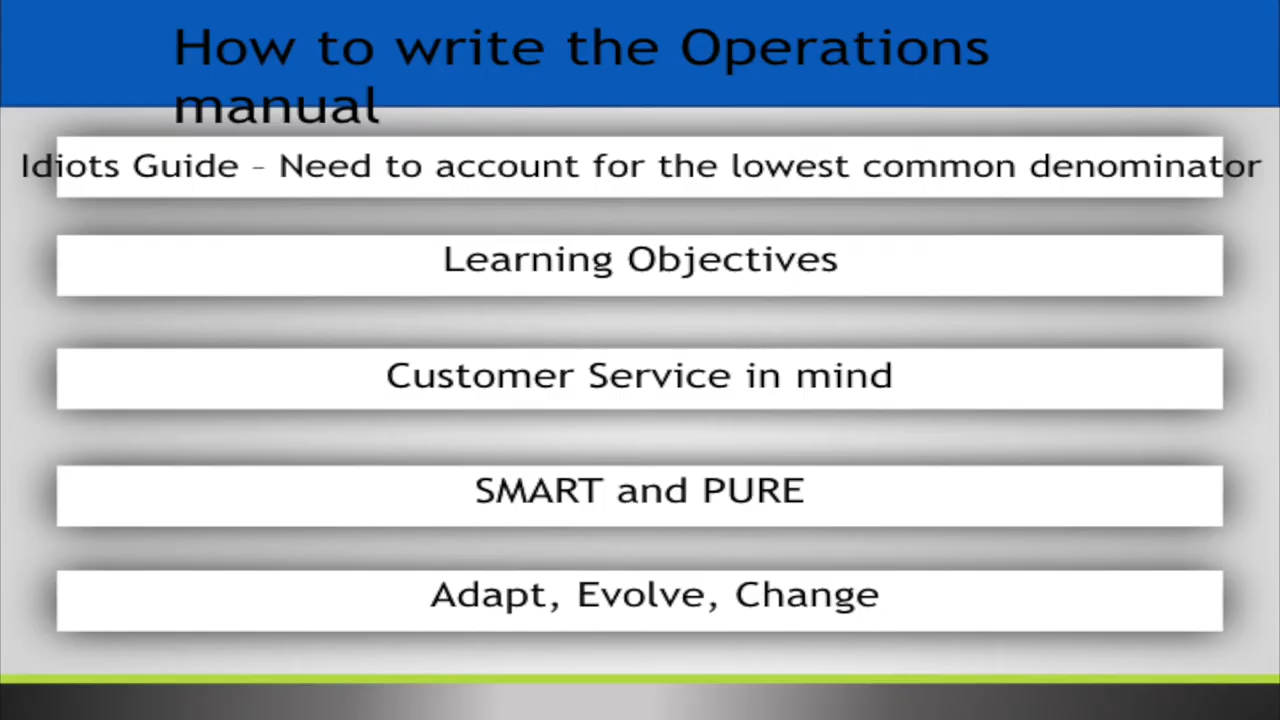 How to write the Operations
manual
Idiots Guide – Need to account for the lowest common denominator
Learning Objectives
Customer Service in mind
SMART and PURE
Adapt, Evolve, Change